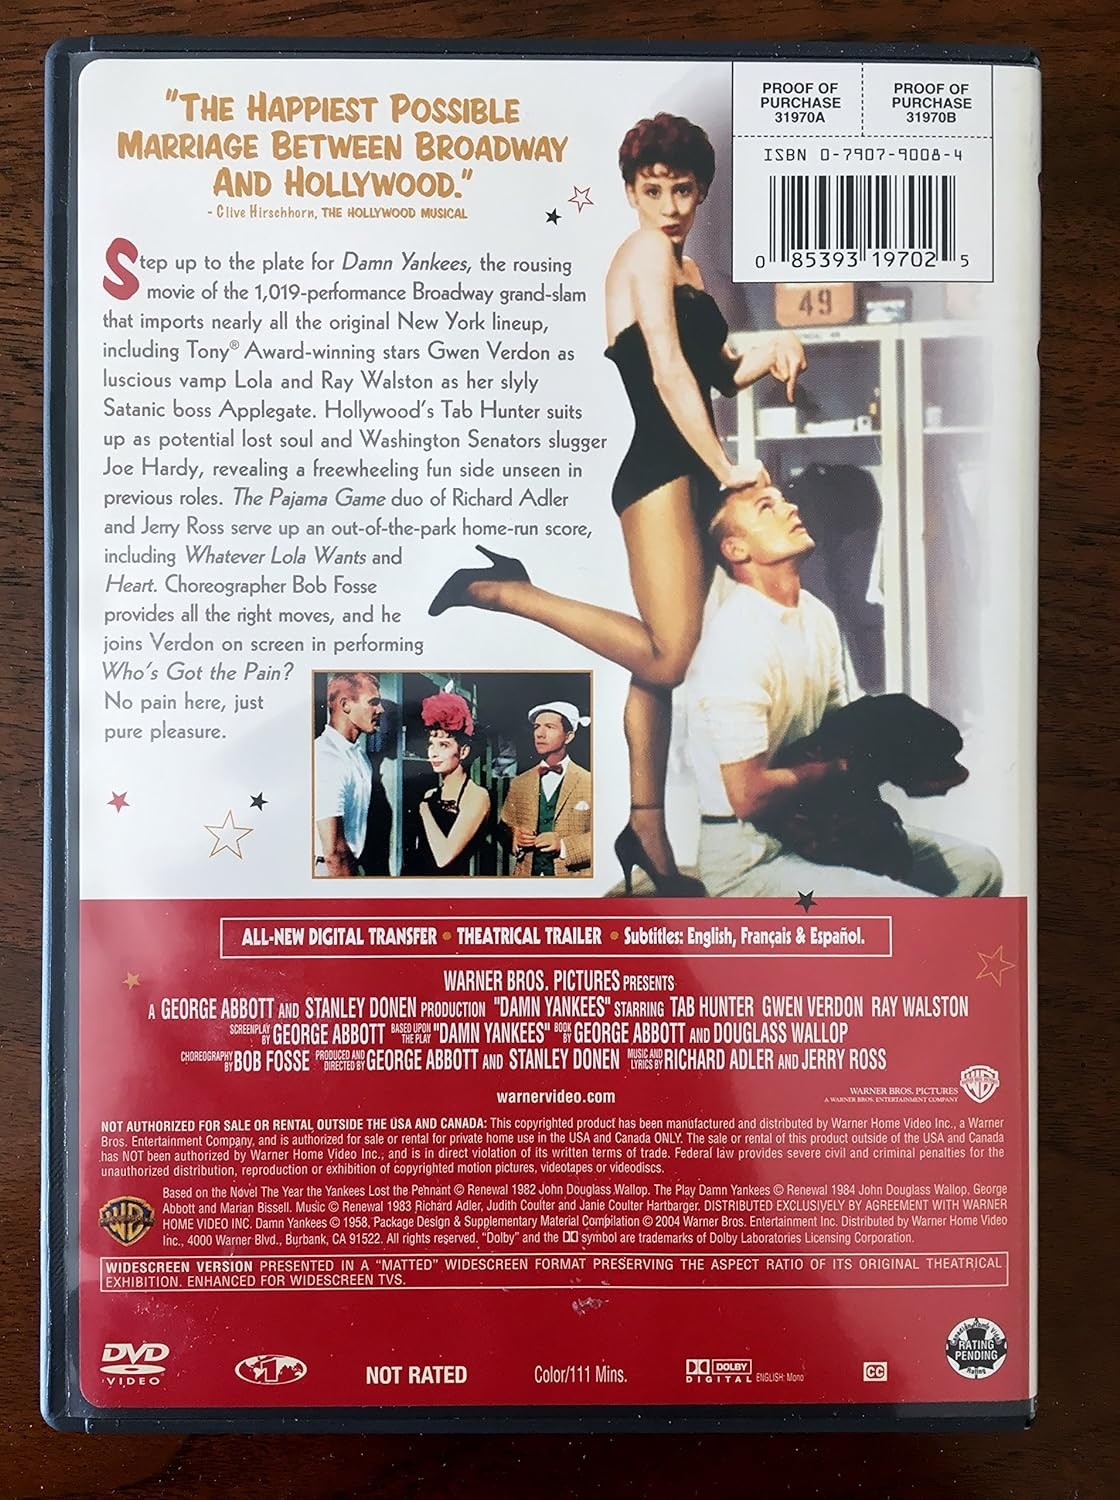 "THE HAPPIEST POSSIBLE
MARRIAGE BETWEEN BROADWAY
AND HOLLYWOOD."
- Clive Hirschhorn, THE HOLLYWOOD MUSICAL
PROOF OF PURCHASE 31970A
PROOF OF PURCHASE 31970B
ISBN 0-7907-9008-4
0 85393 19702 5
49
Step up to the plate for Damn Yankees, the rousing
movie of the 1,019-performance Broadway grand-slam
that imports nearly all the original New York lineup,
including Tony® Award-winning stars Gwen Verdon as
luscious vamp Lola and Ray Walston as her slyly
Satanic boss Applegate. Hollywood's Tab Hunter suits
up as potential lost soul and Washington Senators slugger
Joe Hardy, revealing a freewheeling fun side unseen in
previous roles. The Pajama Game duo of Richard Adler
and Jerry Ross serve up an out-of-the-park home-run score,
including Whatever Lola Wants and
Heart. Choreographer Bob Fosse
provides all the right moves, and he
joins Verdon on screen in performing
Who's Got the Pain?
No pain here, just
pure pleasure.
ALL-NEW DIGITAL TRANSFER • THEATRICAL TRAILER • Subtitles: English, Français & Español.
WARNER BROS. PICTURES PRESENTS
A GEORGE ABBOTT AND STANLEY DONEN PRODUCTION "DAMN YANKEES" STARRING TAB HUNTER GWEN VERDON RAY WALSTON
SCREENPLAY BY GEORGE ABBOTT BASED UPON THE PLAY "DAMN YANKEES" BOOK BY GEORGE ABBOTT AND DOUGLASS WALLOP
CHOREOGRAPHY BY BOB FOSSE PRODUCED AND DIRECTED BY GEORGE ABBOTT AND STANLEY DONEN MUSIC AND LYRICS BY RICHARD ADLER AND JERRY ROSS
warnervideo.com
WARNER BROS. PICTURES
A WARNER BROS. ENTERTAINMENT COMPANY
NOT AUTHORIZED FOR SALE OR RENTAL OUTSIDE THE USA AND CANADA: This copyrighted product has been manufactured and distributed by Warner Home Video Inc., a Warner
Bros. Entertainment Company, and is authorized for sale or rental for private home use in the USA and Canada ONLY. The sale or rental of this product outside of the USA and Canada
has NOT been authorized by Warner Home Video Inc., and is in direct violation of its written terms of trade. Federal law provides severe civil and criminal penalties for the
unauthorized distribution, reproduction or exhibition of copyrighted motion pictures, videotapes or videodiscs.
Based on the Novel The Year the Yankees Lost the Pennant © Renewal 1982 John Douglass Wallop. The Play Damn Yankees © Renewal 1984 John Douglass Wallop, George
Abbott and Marian Bissell. Music © Renewal 1983 Richard Adler, Judith Coulter and Janie Coulter Hartbarger. DISTRIBUTED EXCLUSIVELY BY AGREEMENT WITH WARNER
HOME VIDEO INC. Damn Yankees © 1958, Package Design & Supplementary Material Compilation © 2004 Warner Bros. Entertainment Inc. Distributed by Warner Home Video
Inc., 4000 Warner Blvd., Burbank, CA 91522. All rights reserved. "Dolby" and the DD symbol are trademarks of Dolby Laboratories Licensing Corporation.
WIDESCREEN VERSION PRESENTED IN A "MATTED" WIDESCREEN FORMAT PRESERVING THE ASPECT RATIO OF ITS ORIGINAL THEATRICAL
EXHIBITION. ENHANCED FOR WIDESCREEN TVS.
DVD VIDEO
1
NOT RATED
Color/111 Mins.
DOLBY DIGITAL ENGLISH: Mono
CC
Canadian Home Video RATING PENDING